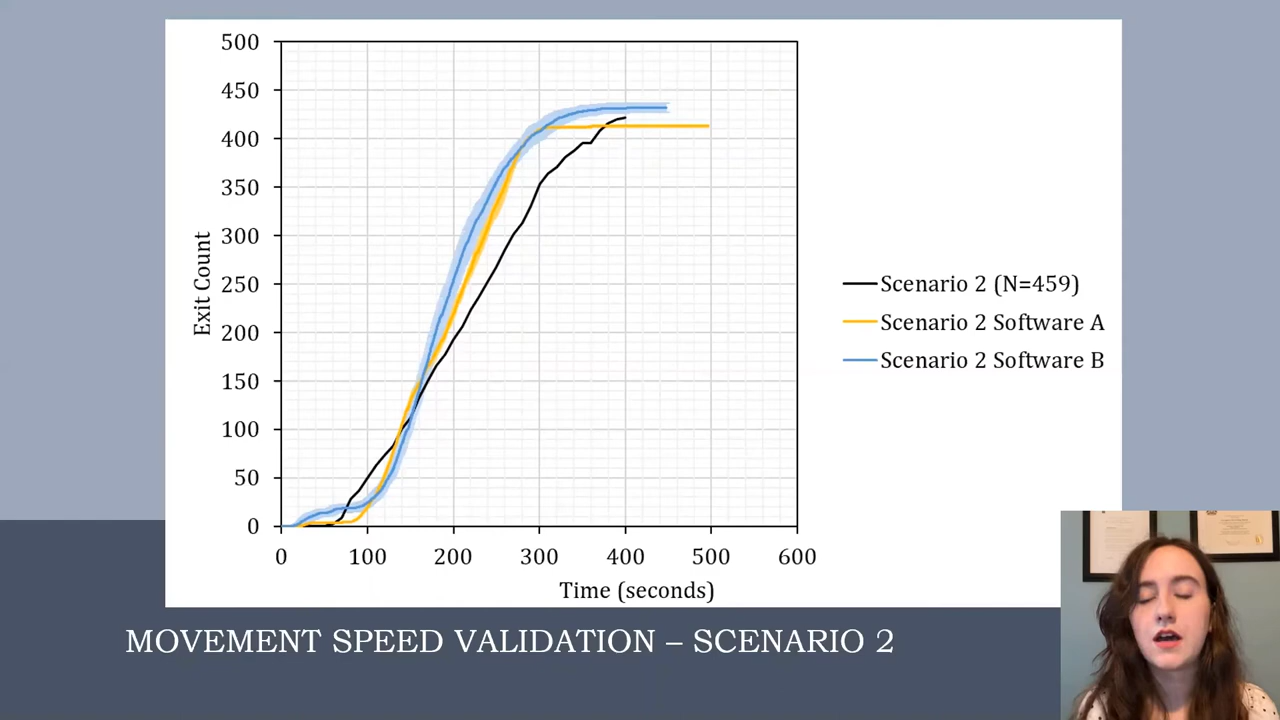 500
450
400
350
300
250
200
150
100
50
0
Exit Count
0 100 200 300 400 500 600
Time (seconds)
Scenario 2 (N=459)
Scenario 2 Software A
Scenario 2 Software B
MOVEMENT SPEED VALIDATION – SCENARIO 2